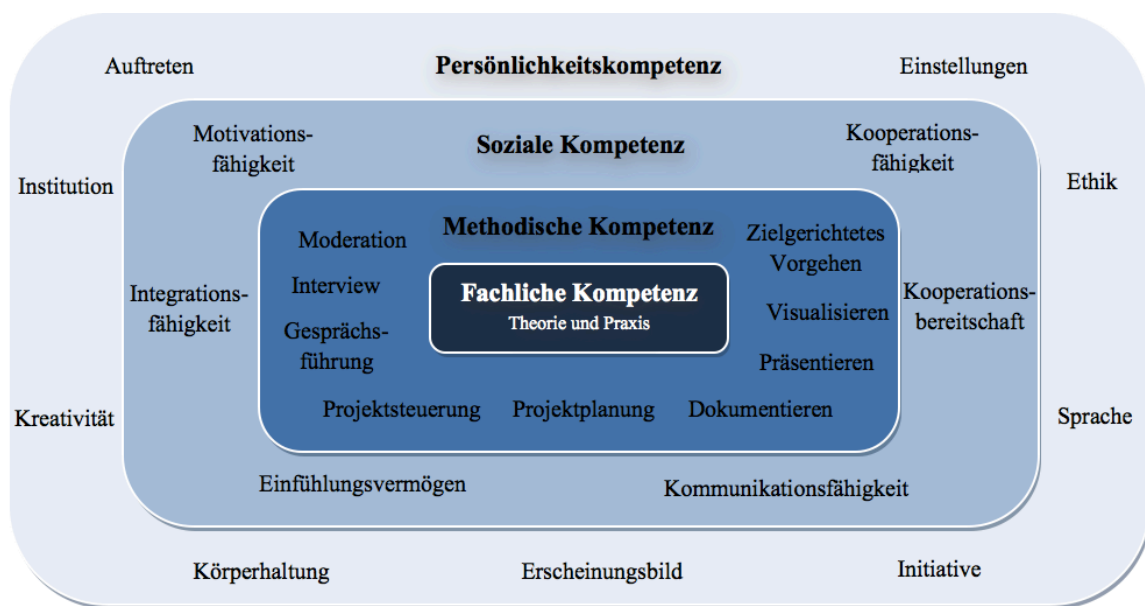 Auftreten
Persönlichkeitskompetenz
Einstellungen
Motivations-
fähigkeit
Soziale Kompetenz
Kooperations-
fähigkeit
Institution
Ethik
Moderation
Methodische Kompetenz
Zielgerichtetes
Vorgehen
Integrations-
fähigkeit
Interview
Fachliche Kompetenz
Theorie und Praxis
Visualisieren
Kooperations-
bereitschaft
Gesprächs-
führung
Präsentieren
Kreativität
Projektsteuerung
Projektplanung
Dokumentieren
Sprache
Einfühlungsvermögen
Kommunikationsfähigkeit
Körperhaltung
Erscheinungsbild
Initiative